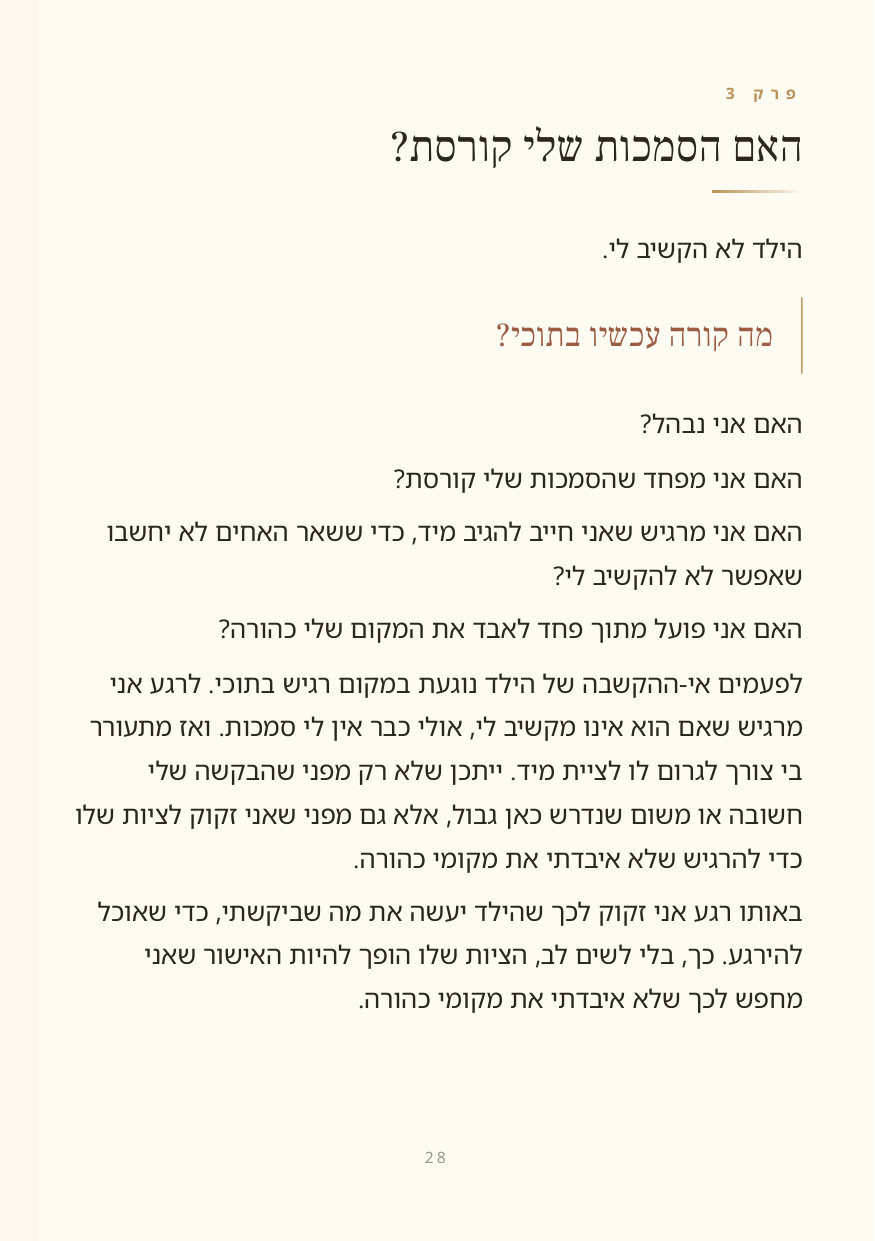 פרק 3
האם הסמכות שלי קורסת?
הילד לא הקשיב לי.
מה קורה עכשיו בתוכי?
האם אני נבהל?
האם אני מפחד שהסמכות שלי קורסת?
האם אני מרגיש שאני חייב להגיב מיד, כדי ששאר האחים לא יחשבו
שאפשר לא להקשיב לי?
האם אני פועל מתוך פחד לאבד את המקום שלי כהורה?
לפעמים אי-ההקשבה של הילד נוגעת במקום רגיש בתוכי. לרגע אני
מרגיש שאם הוא אינו מקשיב לי, אולי כבר אין לי סמכות. ואז מתעורר
בי צורך לגרום לו לציית מיד. ייתכן שלא רק מפני שהבקשה שלי
חשובה או משום שנדרש כאן גבול, אלא גם מפני שאני זקוק לציות שלו
כדי להרגיש שלא איבדתי את מקומי כהורה.
באותו רגע אני זקוק לכך שהילד יעשה את מה שביקשתי, כדי שאוכל
להירגע. כך, בלי לשים לב, הציות שלו הופך להיות האישור שאני
מחפש לכך שלא איבדתי את מקומי כהורה.
28